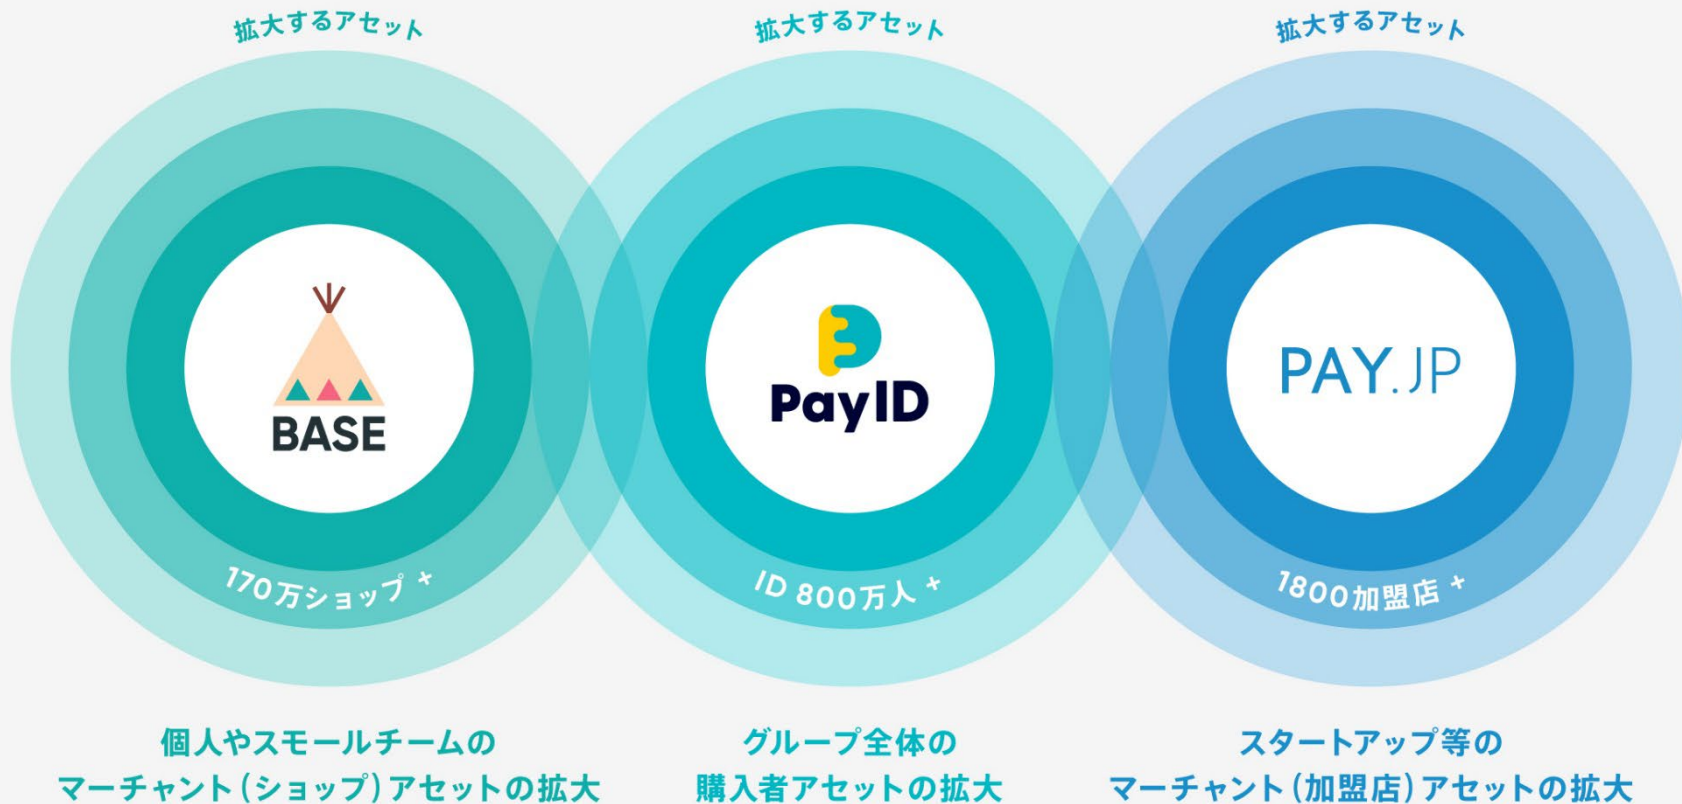 拡大するアセット
拡大するアセット
拡大するアセット
BASE
PayID
PAY.JP
170万ショップ +
ID 800万人 +
1800加盟店 +
個人やスモールチームの
マーチャント(ショップ)アセットの拡大
グループ全体の
購入者アセットの拡大
スタートアップ等の
マーチャント(加盟店)アセットの拡大